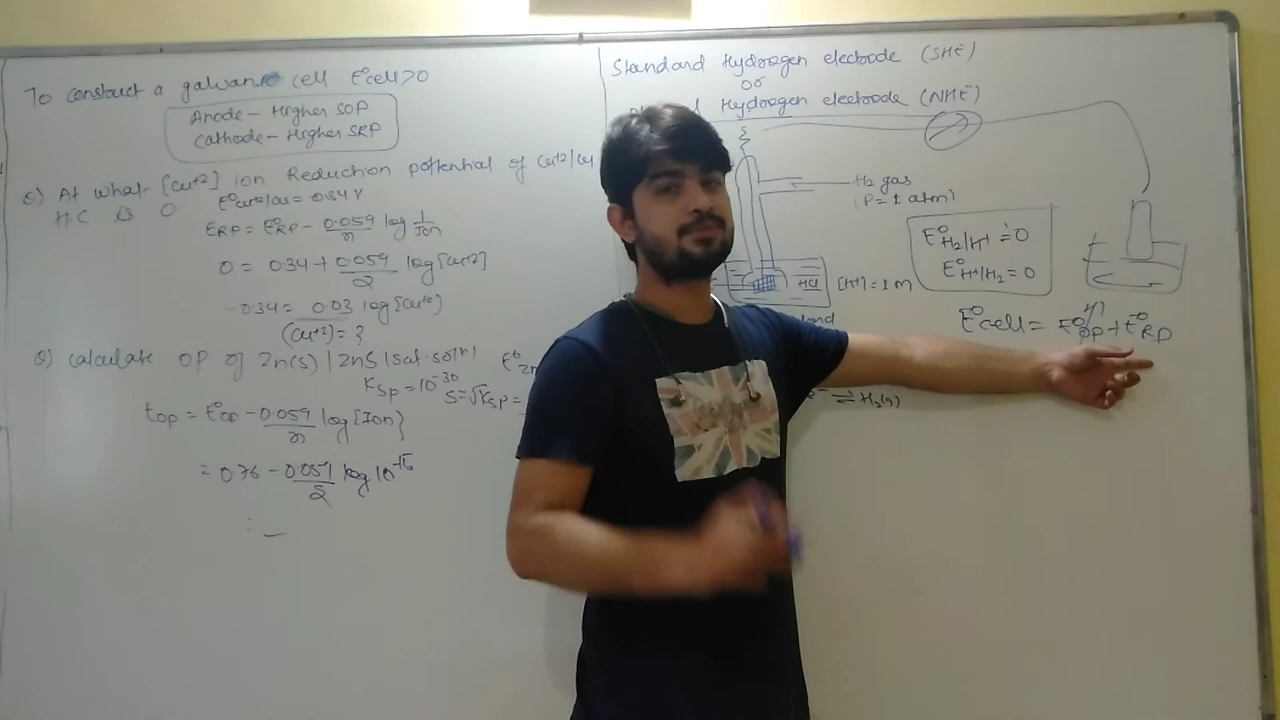 To construct a galvanic cell E°cell>0
Anode - Higher SOP
Cathode - Higher SRP
Q) At what [Cu+2] ion Reduction pottential of Cu+2/Cu
H.C is 0 E°Cu+2/Cu = 0.34V
ERP = E°RP - 0.059/n log 1/Ion
0 = 0.34 + 0.059/2 log[Cu+2]
-0.34 = 0.03 log[Cu+2)
(Cu+2) = ?
Q) Calculate OP of Zn(s) | ZnS (sat. sol'n)
Ksp = 10^-30
S = √Ksp =
Eop = E°OP - 0.059/n log[Ion}
= 0.76 - 0.059/2 log 10^-15
Standard Hydrogen electrode (SHE)
or
Hydrogen electrode (NHE)
H2 gas
(P = 1 atm)
HCl [H+] = 1 M
E°H2/H+ = 0
E°H+/H2 = 0
E°cell = E°OP + E°RP
⇌ H2(g)